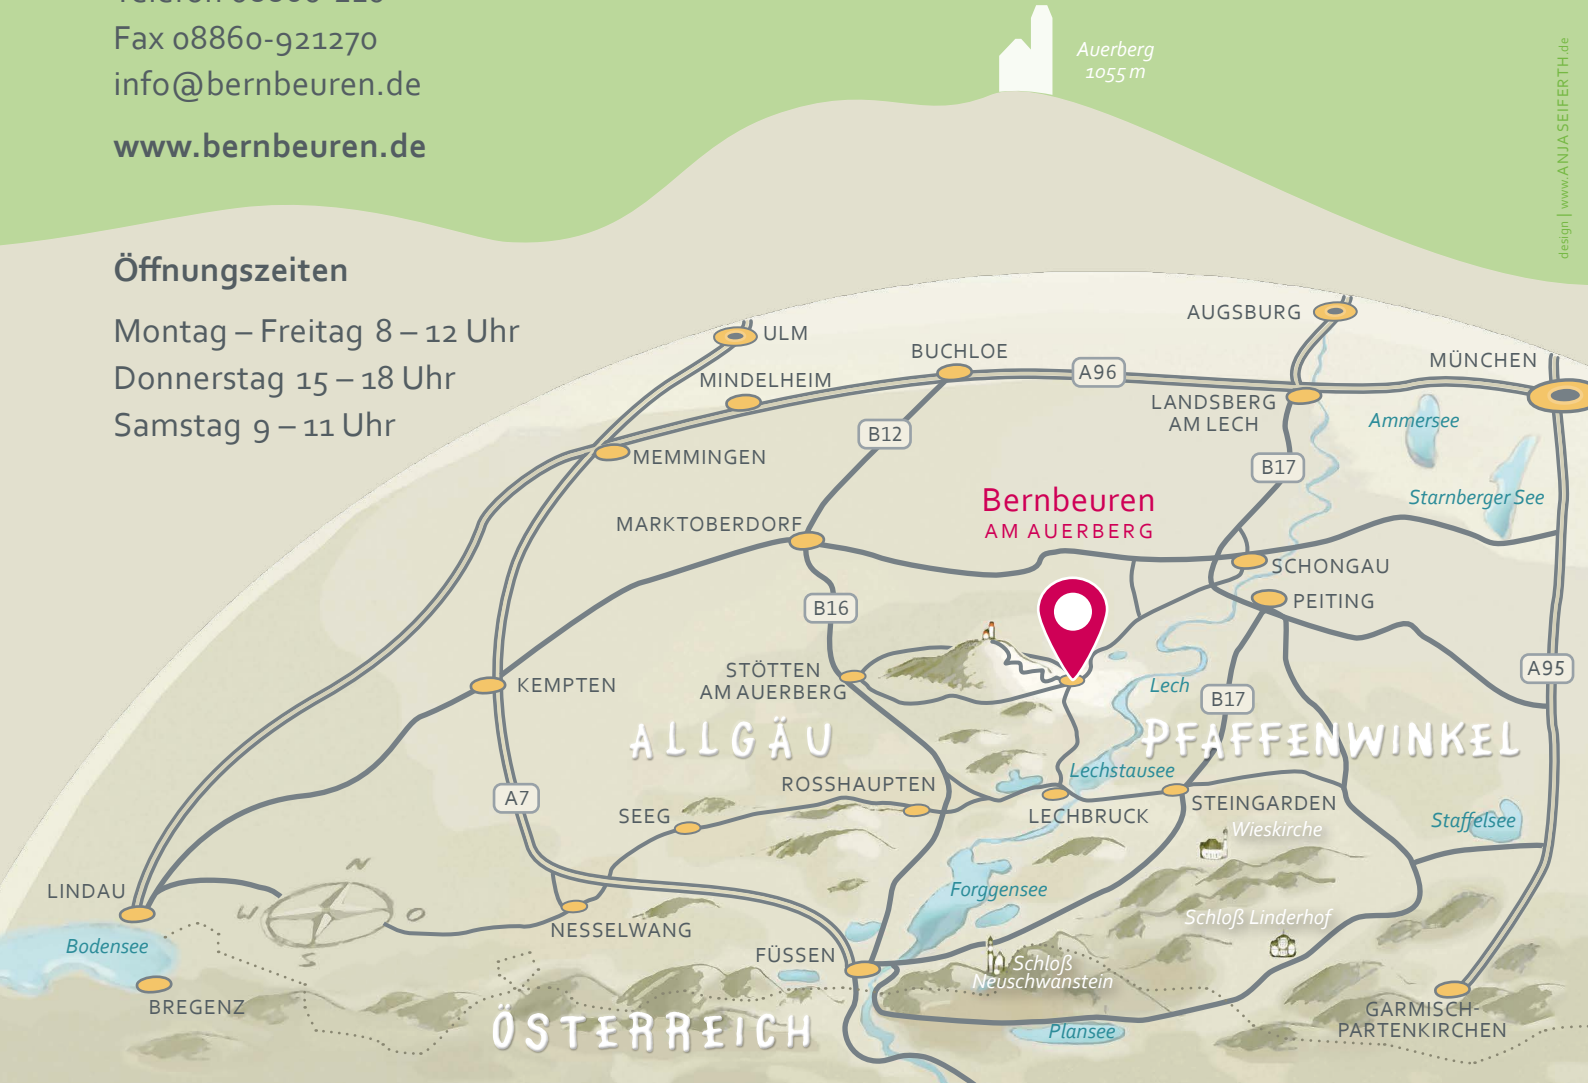 Fax 08860-921270
info@bernbeuren.de
www.bernbeuren.de
Auerberg
1055 m
design | www.ANJASEIFERTH.de
Öffnungszeiten
Montag – Freitag 8 – 12 Uhr
Donnerstag 15 – 18 Uhr
Samstag 9 – 11 Uhr
AUGSBURG
ULM
BUCHLOE
MÜNCHEN
MINDELHEIM
A96
LANDSBERG
AM LECH
Ammersee
B12
MEMMINGEN
B17
Starnberger See
Bernbeuren
AM AUERBERG
MARKTOBERDORF
SCHONGAU
PEITING
B16
STÖTTEN
AM AUERBERG
KEMPTEN
Lech
B17
A95
ALLGÄU
PFAFFENWINKEL
Lechstausee
ROSSHAUPTEN
A7
SEEG
LECHBRUCK
STEINGARDEN
Wieskirche
Staffelsee
LINDAU
N
W
O
S
Forggensee
Schloß Linderhof
NESSELWANG
Bodensee
FÜSSEN
Schloß
Neuschwanstein
BREGENZ
GARMISCH-
PARTENKIRCHEN
ÖSTERREICH
Plansee